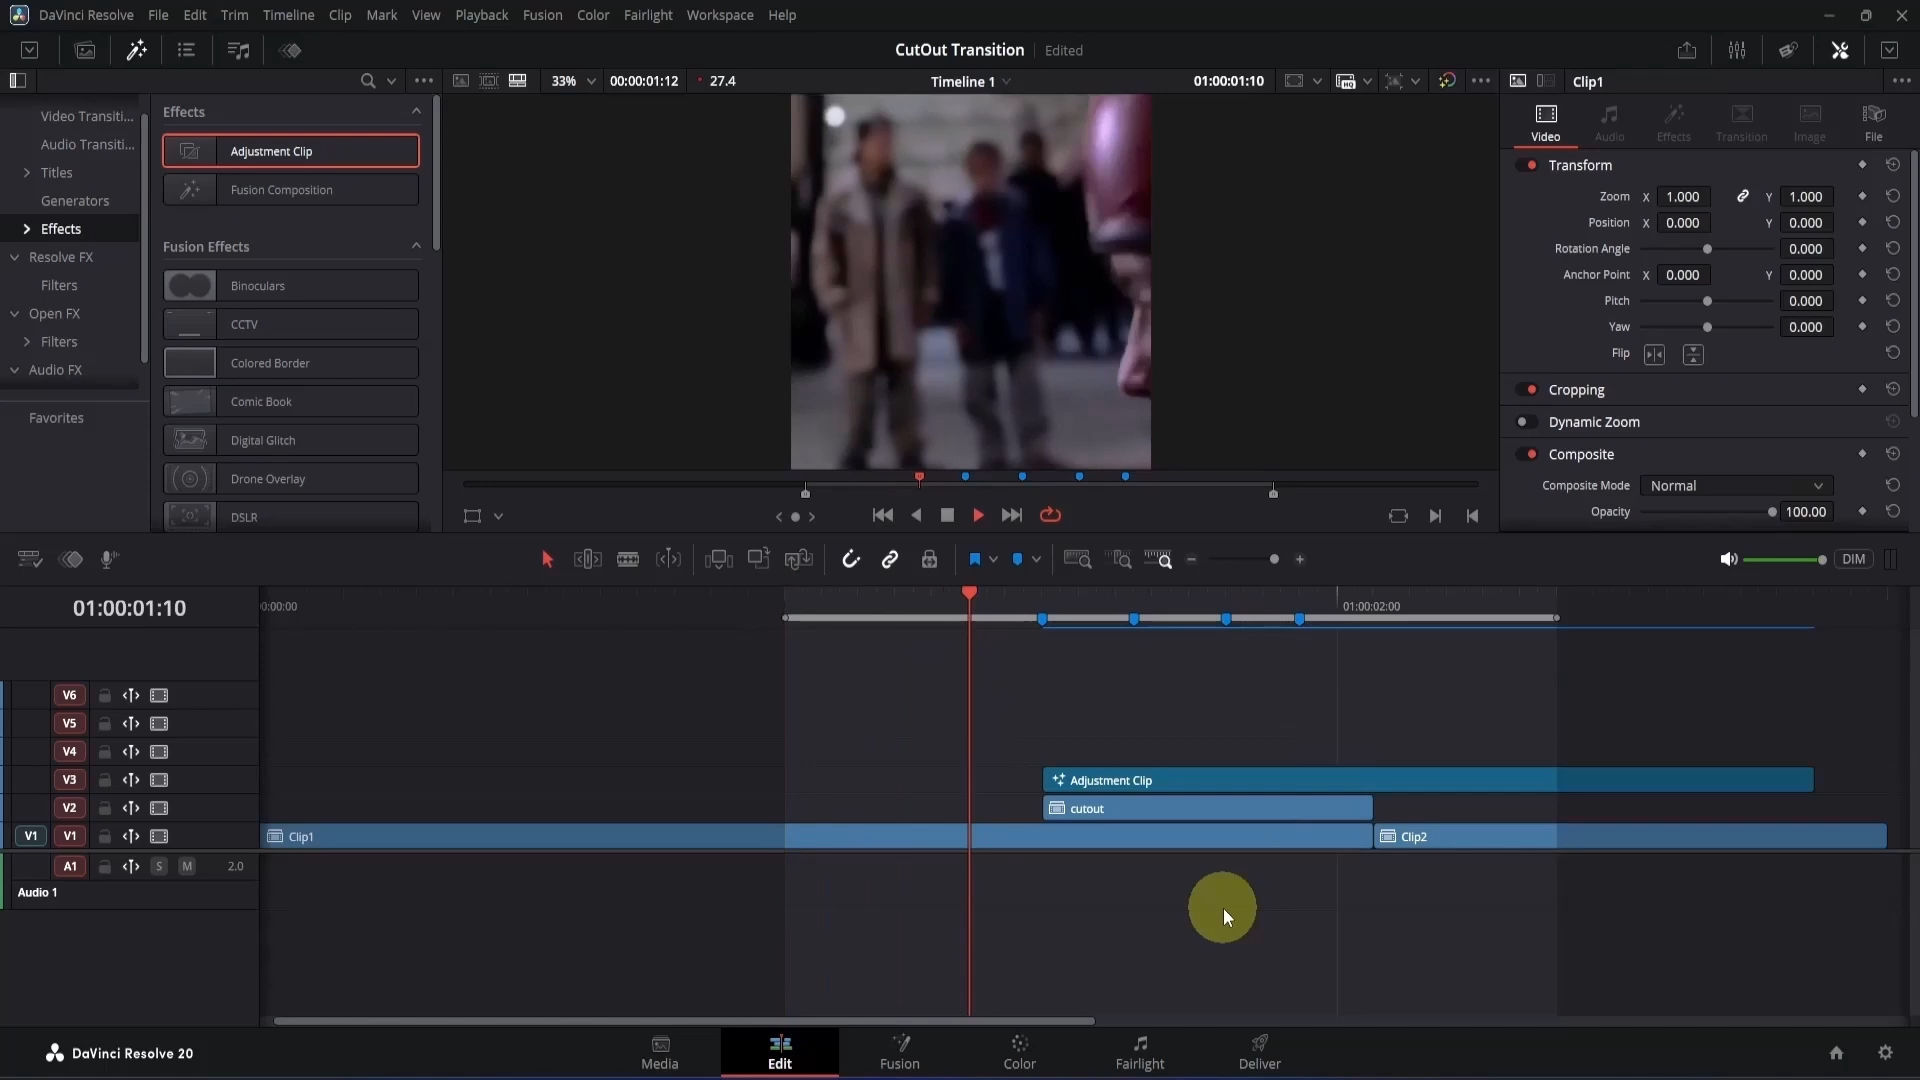 DaVinci Resolve File Edit Trim Timeline Clip Mark View Playback Fusion Color Fairlight Workspace Help
CutOut Transition Edited
33% 00:00:01:12 27.4 Timeline 1 01:00:01:10 Clip1
Video Transiti...
Audio Transiti...
Titles
Generators
Effects
Resolve FX
Filters
Open FX
Filters
Audio FX
Favorites
Effects
Adjustment Clip
Fusion Composition
Fusion Effects
Binoculars
CCTV
Colored Border
Comic Book
Digital Glitch
Drone Overlay
DSLR
Video Audio Effects Transition Image File
Transform
Zoom X 1.000 Y 1.000
Position X 0.000 Y 0.000
Rotation Angle 0.000
Anchor Point X 0.000 Y 0.000
Pitch 0.000
Yaw 0.000
Flip
Cropping
Dynamic Zoom
Composite
Composite Mode Normal
Opacity 100.00
DIM
01:00:01:10
0:00:00 01:00:02:00
V6
V5
V4
V3 Adjustment Clip
V2 cutout
V1 V1 Clip1 Clip2
A1 S M 2.0
Audio 1
DaVinci Resolve 20 Media Edit Fusion Color Fairlight Deliver